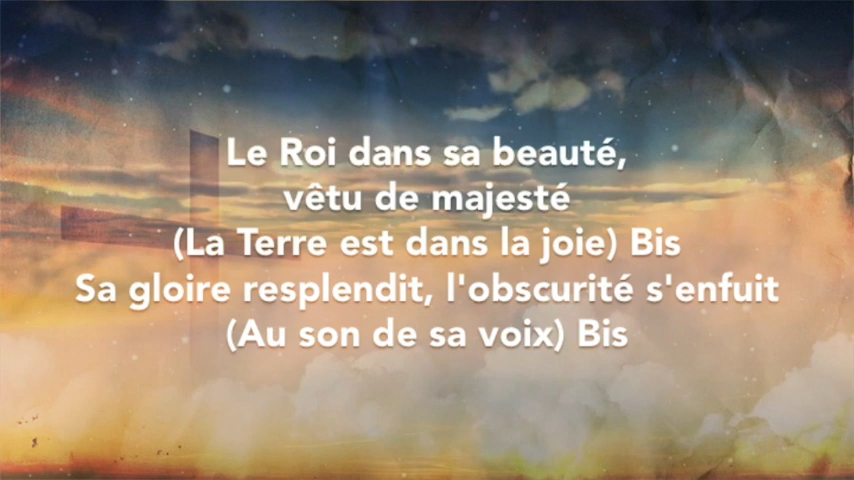 Le Roi dans sa beauté,
vêtu de majesté
(La Terre est dans la joie) Bis
Sa gloire resplendit, l'obscurité s'enfuit
(Au son de sa voix) Bis